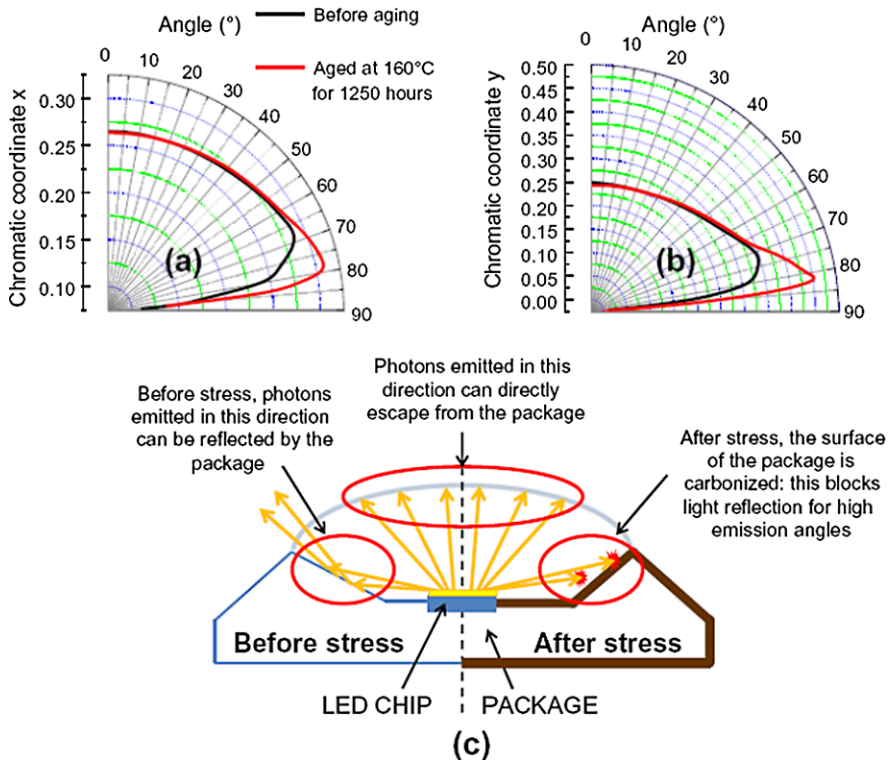 Angle (°)
Before aging
Aged at 160°C
for 1250 hours
Chromatic coordinate x
0.30
0.25
0.20
0.15
0.10
0
10
20
30
40
50
60
70
80
90
(a)
Angle (°)
Chromatic coordinate y
0.50
0.45
0.40
0.35
0.30
0.25
0.20
0.15
0.10
0.05
0.00
0
10
20
30
40
50
60
70
80
90
(b)
Before stress, photons
emitted in this direction
can be reflected by the
package
Photons emitted in this
direction can directly
escape from the package
After stress, the surface
of the package is
carbonized: this blocks
light reflection for high
emission angles
Before stress
After stress
LED CHIP
PACKAGE
(c)